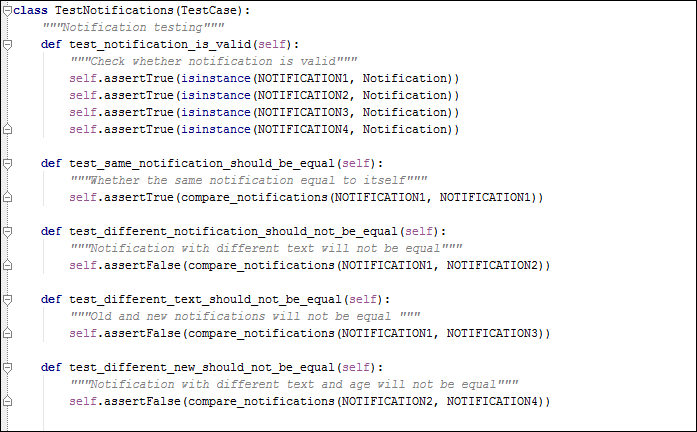 class TestNotifications(TestCase):
    """Notification testing"""
    def test_notification_is_valid(self):
        """Check whether notification is valid"""
        self.assertTrue(isinstance(NOTIFICATION1, Notification))
        self.assertTrue(isinstance(NOTIFICATION2, Notification))
        self.assertTrue(isinstance(NOTIFICATION3, Notification))
        self.assertTrue(isinstance(NOTIFICATION4, Notification))

    def test_same_notification_should_be_equal(self):
        """Whether the same notification equal to itself"""
        self.assertTrue(compare_notifications(NOTIFICATION1, NOTIFICATION1))

    def test_different_notification_should_not_be_equal(self):
        """Notification with different text will not be equal"""
        self.assertFalse(compare_notifications(NOTIFICATION1, NOTIFICATION2))

    def test_different_text_should_not_be_equal(self):
        """Old and new notifications will not be equal """
        self.assertFalse(compare_notifications(NOTIFICATION1, NOTIFICATION3))

    def test_different_new_should_not_be_equal(self):
        """Notification with different text and age will not be equal"""
        self.assertFalse(compare_notifications(NOTIFICATION2, NOTIFICATION4))